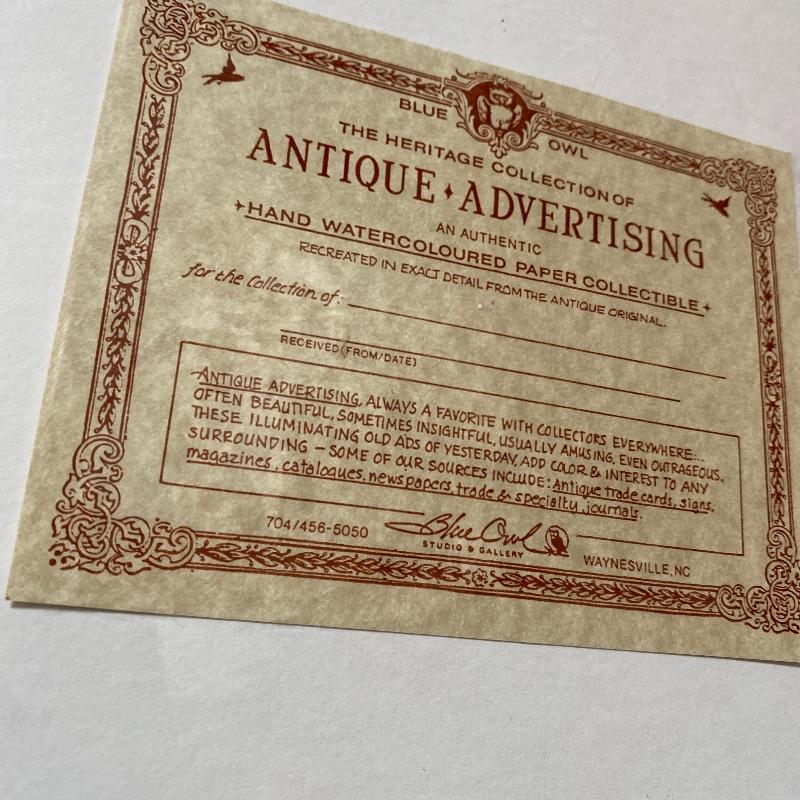 BLUE OWL
THE HERITAGE COLLECTION OF
ANTIQUE ADVERTISING
AN AUTHENTIC
HAND WATERCOLOURED PAPER COLLECTIBLE
RECREATED IN EXACT DETAIL FROM THE ANTIQUE ORIGINAL.
for the Collection of:
RECEIVED (FROM/DATE)
ANTIQUE ADVERTISING, ALWAYS A FAVORITE WITH COLLECTORS EVERYWHERE...
OFTEN BEAUTIFUL, SOMETIMES INSIGHTFUL, USUALLY AMUSING, EVEN OUTRAGEOUS.
THESE ILLUMINATING OLD ADS OF YESTERDAY, ADD COLOR & INTEREST TO ANY
SURROUNDING – SOME OF OUR SOURCES INCLUDE: Antique trade cards, signs,
magazines, catalogues, newspapers, trade & specialty journals.
704/456-5050
Blue Owl
STUDIO & GALLERY
WAYNESVILLE, NC